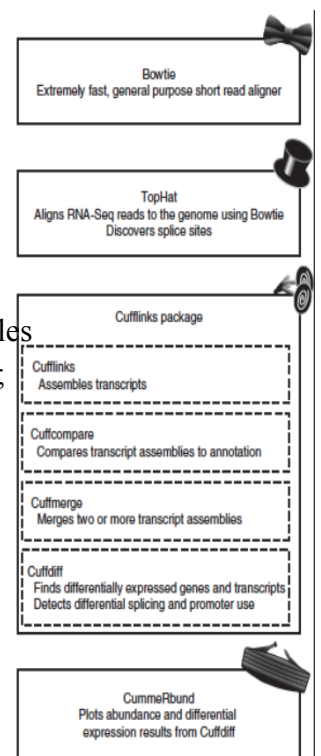 Bowtie
Extremely fast, general purpose short read aligner
TopHat
Aligns RNA-Seq reads to the genome using Bowtie
Discovers splice sites
Cufflinks package
les
;
Cufflinks
Assembles transcripts
Cuffcompare
Compares transcript assemblies to annotation
Cuffmerge
Merges two or more transcript assemblies
Cuffdiff
Finds differentially expressed genes and transcripts
Detects differential splicing and promoter use
CummeRbund
Plots abundance and differential
expression results from Cuffdiff